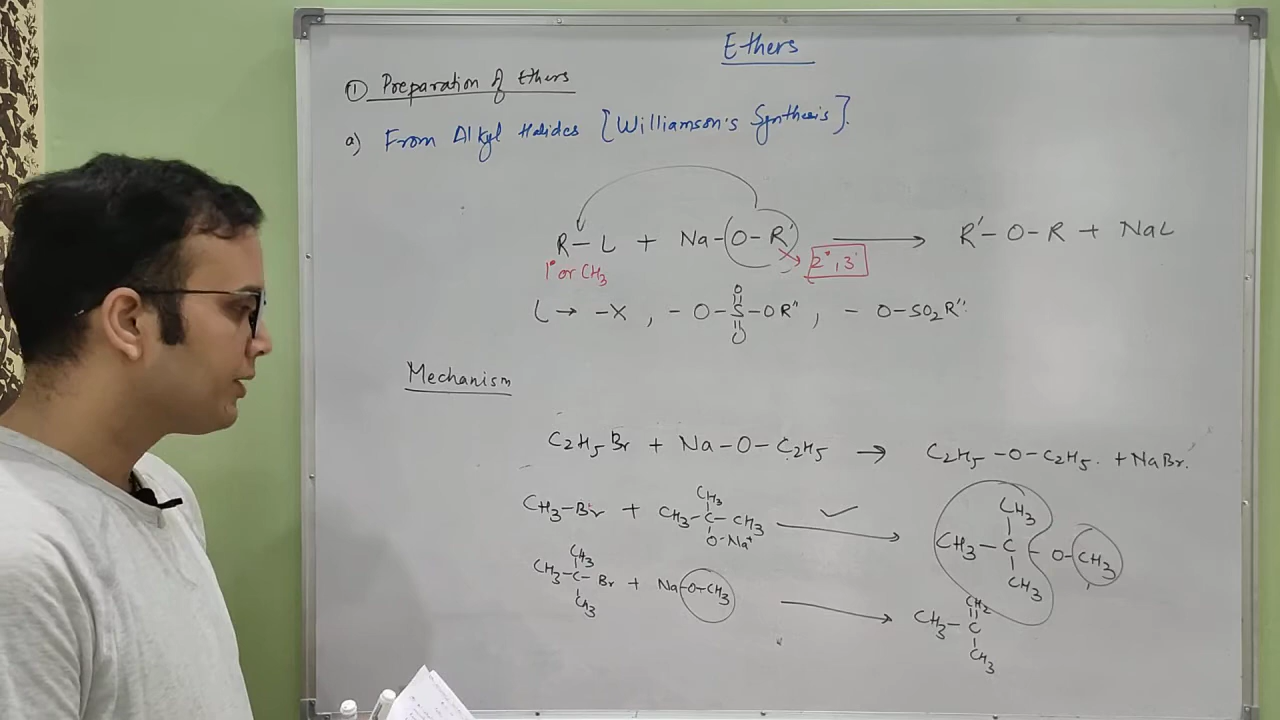 Ethers
① Preparation of Ethers
a) From Alkyl Halides [Williamson's Synthesis].
R – L + Na–O–R' → R'–O–R + NaL
1° or CH3 2°, 3°
L → –X, –O–S–OR'', –O–SO2R''
O
O
Mechanism
C2H5Br + Na–O–C2H5 → C2H5–O–C2H5. + NaBr.
CH3 CH3
CH3–Br + CH3–C–CH3 → CH3–C–O–CH3
O-Na+ CH3
CH3
CH3–C–Br + Na–O–CH3 → CH3–C
CH3 CH2
CH3